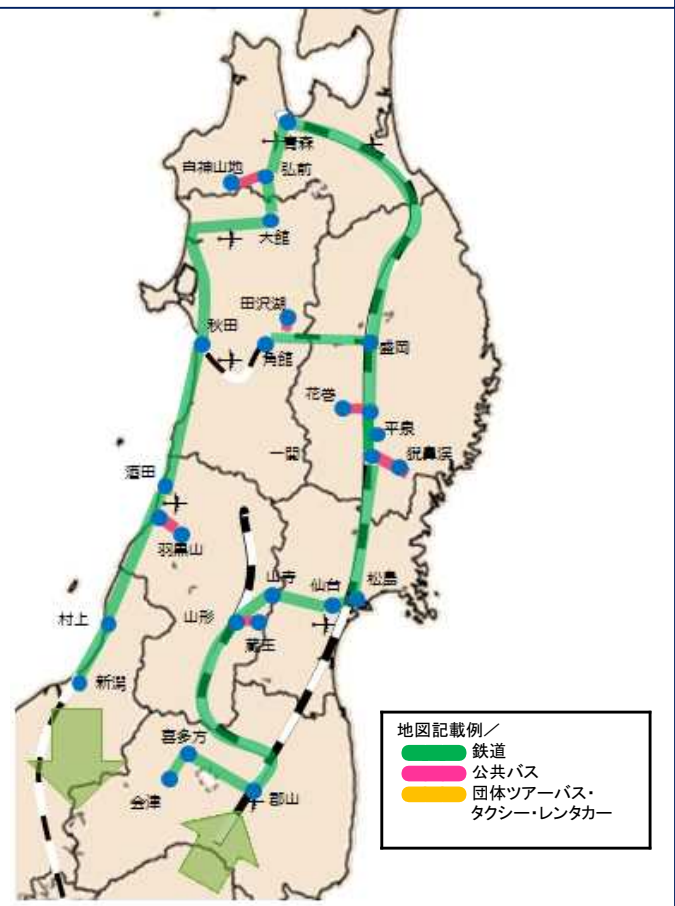 青森
白神山地
弘前
大館
田沢湖
秋田
角館
盛岡
花巻
平泉
一関
猊鼻渓
酒田
羽黒山
山寺
仙台
松島
山形
蔵王
村上
新潟
喜多方
会津
郡山
地図記載例／
鉄道
公共バス
団体ツアーバス・
タクシー・レンタカー